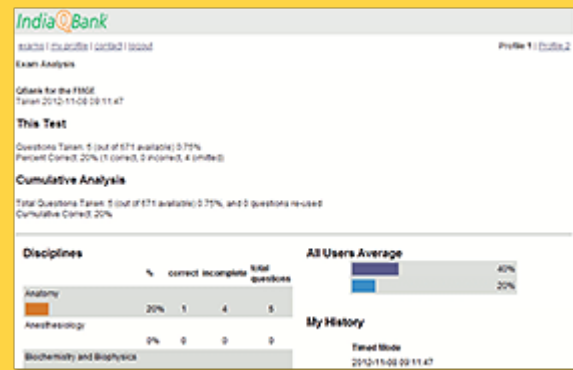 IndiaQBank
exams | my profile | contact | logout
Profile 1 | Profile 2
Exam Analysis
QBank for the FMGE
Taken 2012-11-08 09:11:47
This Test
Questions Taken: 5 (out of 671 available) 0.75%
Percent Correct: 20% (1 correct, 0 incorrect, 4 omitted)
Cumulative Analysis
Total Questions Taken: 5 (out of 671 available) 0.75%, and 0 questions re-used
Cumulative Correct: 20%
Disciplines
% correct incomplete total questions
Anatomy
20% 1 4 5
Anesthesiology
0% 0 0 0
Biochemistry and Biophysics
All Users Average
40%
20%
My History
Timed Mode
2012-11-08 09:11:47